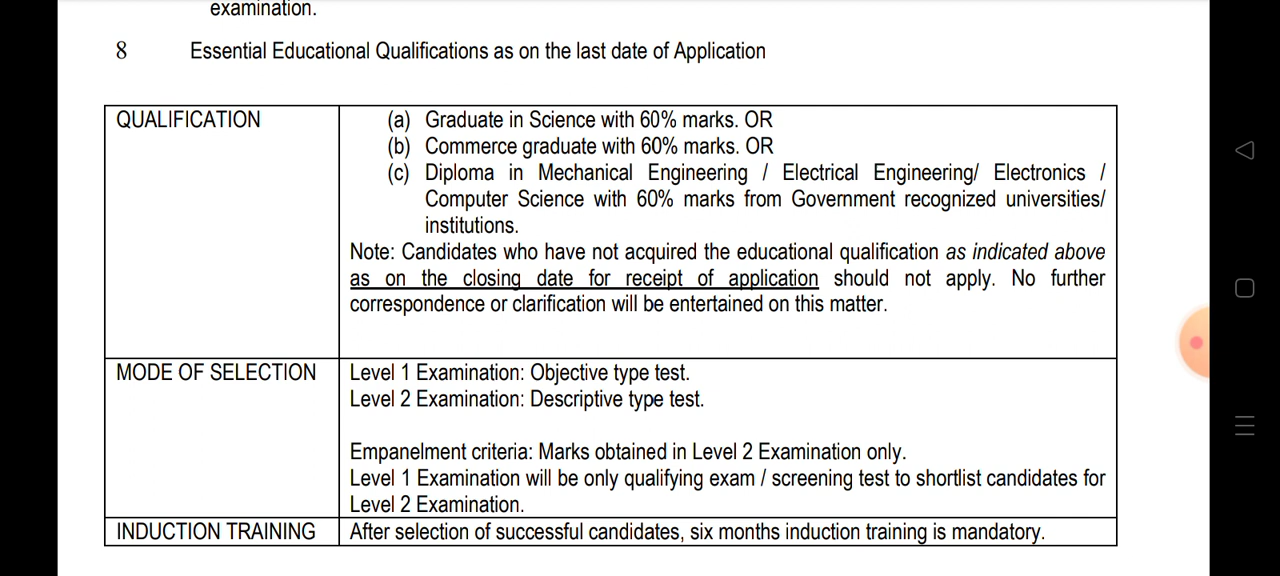 examination.
8 Essential Educational Qualifications as on the last date of Application
QUALIFICATION
(a) Graduate in Science with 60% marks. OR
(b) Commerce graduate with 60% marks. OR
(c) Diploma in Mechanical Engineering / Electrical Engineering/ Electronics /
Computer Science with 60% marks from Government recognized universities/
institutions.
Note: Candidates who have not acquired the educational qualification as indicated above
as on the closing date for receipt of application should not apply. No further
correspondence or clarification will be entertained on this matter.
MODE OF SELECTION
Level 1 Examination: Objective type test.
Level 2 Examination: Descriptive type test.
Empanelment criteria: Marks obtained in Level 2 Examination only.
Level 1 Examination will be only qualifying exam / screening test to shortlist candidates for
Level 2 Examination.
INDUCTION TRAINING
After selection of successful candidates, six months induction training is mandatory.